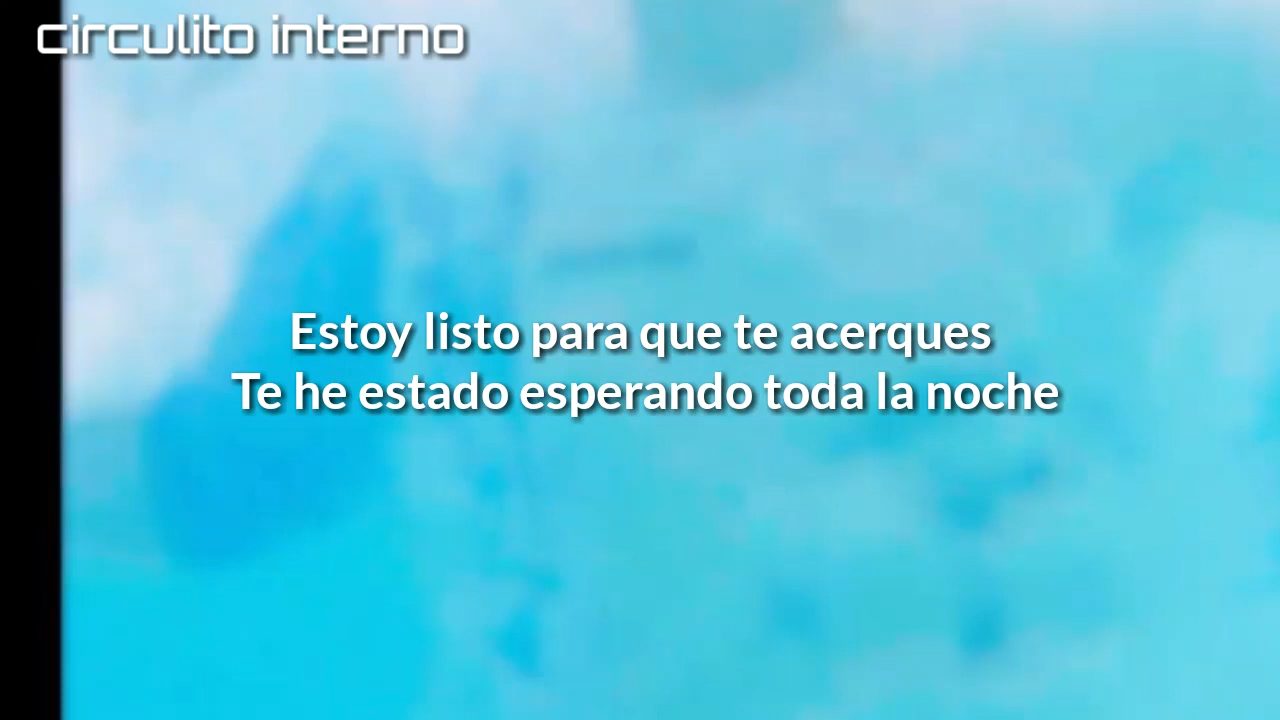 circulito interno
Estoy listo para que te acerques
Te he estado esperando toda la noche